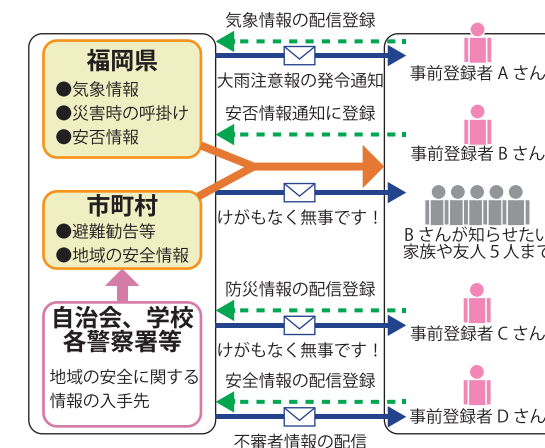 気象情報の配信登録
福岡県
●気象情報
●災害時の呼掛け
●安否情報
大雨注意報の発令通知
事前登録者 A さん
安否情報通知に登録
事前登録者 B さん
市町村
●避難勧告等
●地域の安全情報
けがもなく無事です！
B さんが知らせたい
家族や友人 5 人まで
自治会、学校
各警察署等
地域の安全に関する
情報の入手先
防災情報の配信登録
けがもなく無事です！
事前登録者 C さん
安全情報の配信登録
事前登録者 D さん
不審者情報の配信